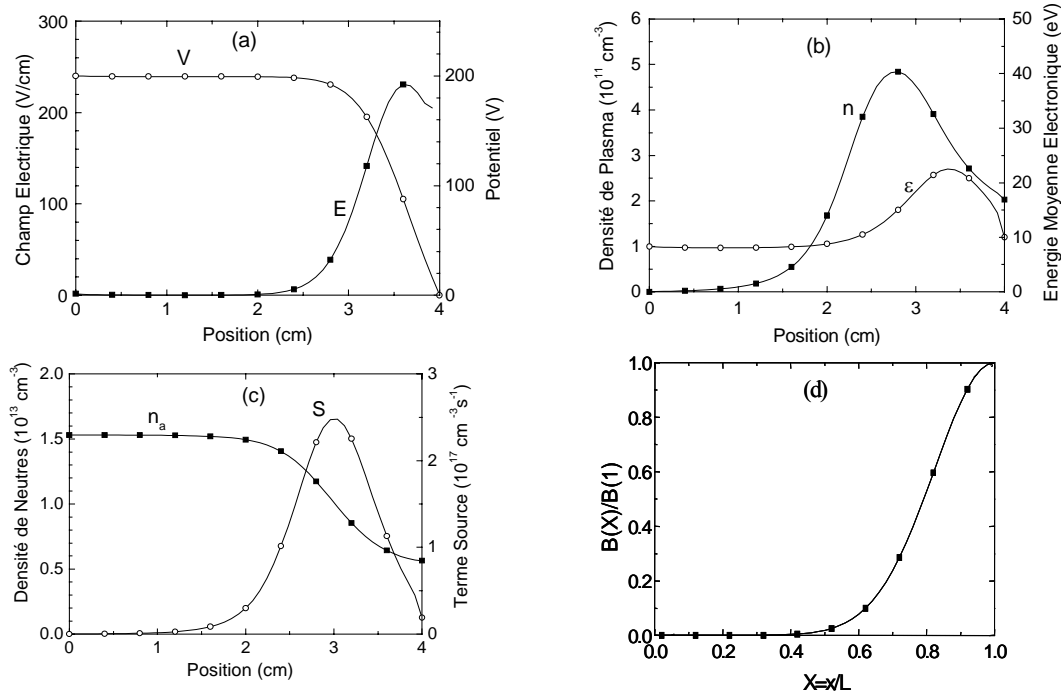 (a)
Champ Electrique (V/cm)
300
240
180
120
60
0
V
E
200
100
0
Potentiel (V)
0 1 2 3 4
Position (cm)
(b)
Densité de Plasma (10¹¹ cm⁻³)
6
5
4
3
2
1
0
n
ε
50
40
30
20
10
0
Energie Moyenne Electronique (eV)
0 1 2 3 4
Position (cm)
(c)
Densité de Neutres (10¹³ cm⁻³)
2.0
1.5
1.0
0.5
0.0
nₐ
S
3
2
1
0
Terme Source (10¹⁷ cm⁻³s⁻¹)
0 1 2 3 4
Position (cm)
(d)
B(X)/B(1)
1.0
0.8
0.6
0.4
0.2
0.0
0.0 0.2 0.4 0.6 0.8 1.0
X=x/L